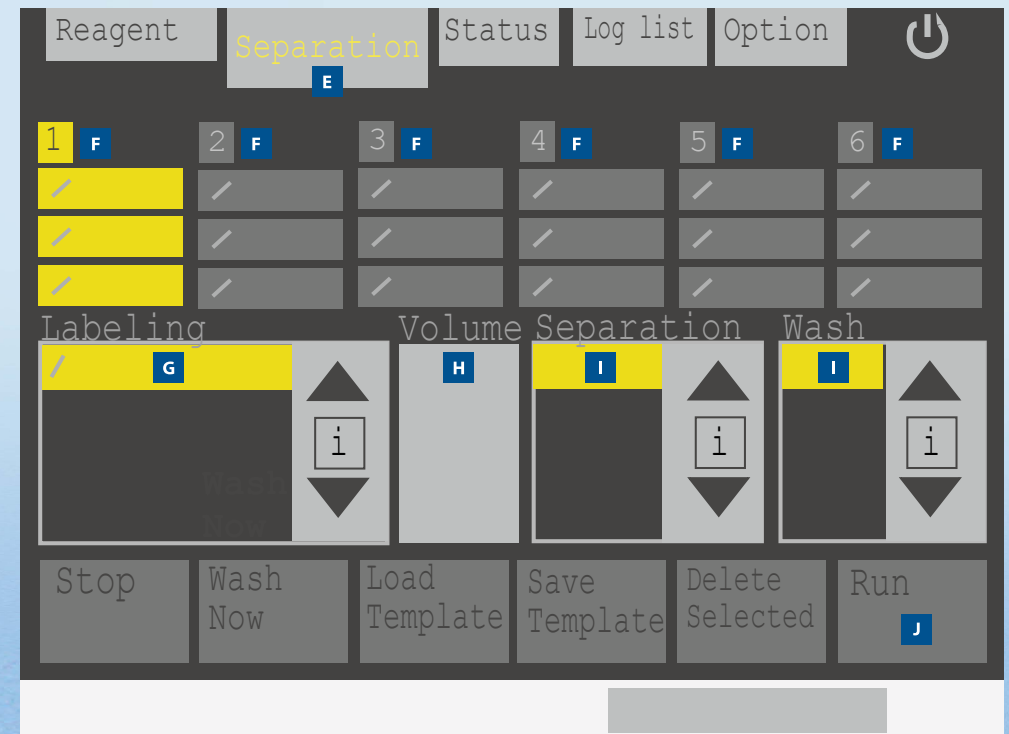 Reagent Separation Status Log list Option
E
1 F 2 F 3 F 4 F 5 F 6 F
Labeling Volume Separation Wash
G H I I
i i i
Wash
Now
Stop Wash Now Load Template Save Template Delete Selected Run
J